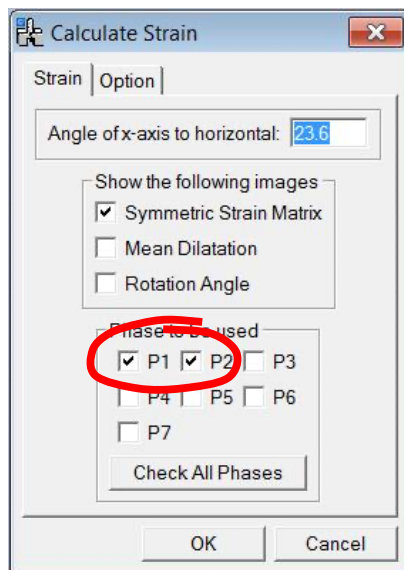 Calculate Strain
Strain Option
Angle of x-axis to horizontal: 23.6
Show the following images
Symmetric Strain Matrix
Mean Dilatation
Rotation Angle
Phase to be used
P1 P2 P3
P4 P5 P6
P7
Check All Phases
OK Cancel